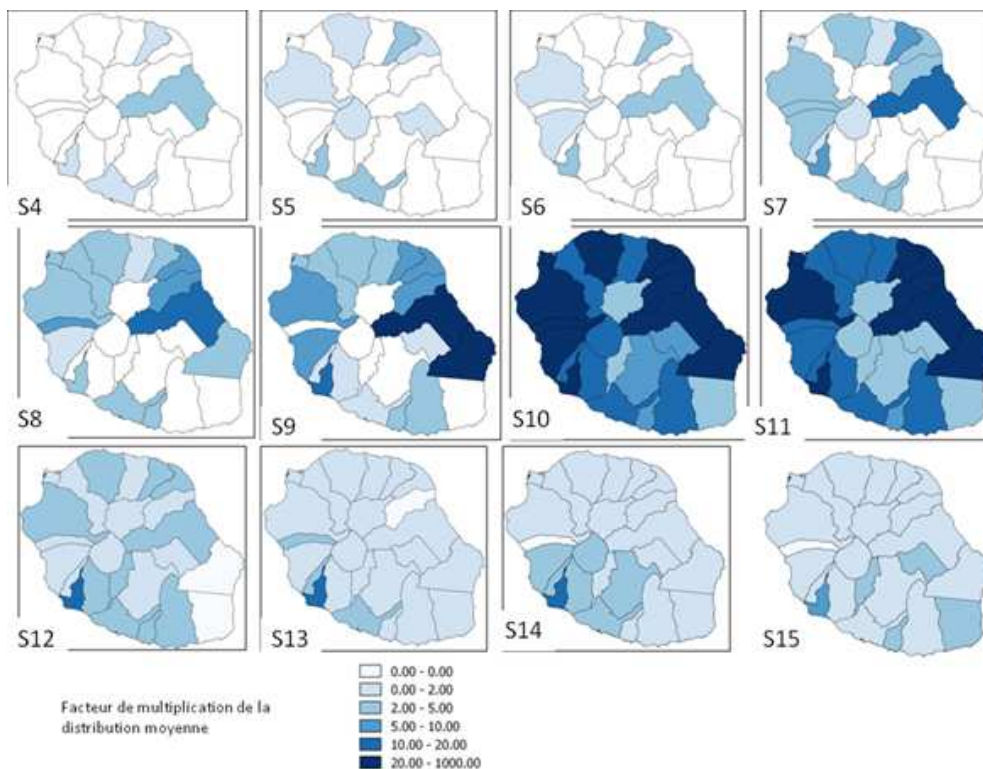 S4
S5
S6
S7
S8
S9
S10
S11
S12
S13
S14
S15
Facteur de multiplication de la
distribution moyenne
0.00 - 0.00
0.00 - 2.00
2.00 - 5.00
5.00 - 10.00
10.00 - 20.00
20.00 - 1000.00